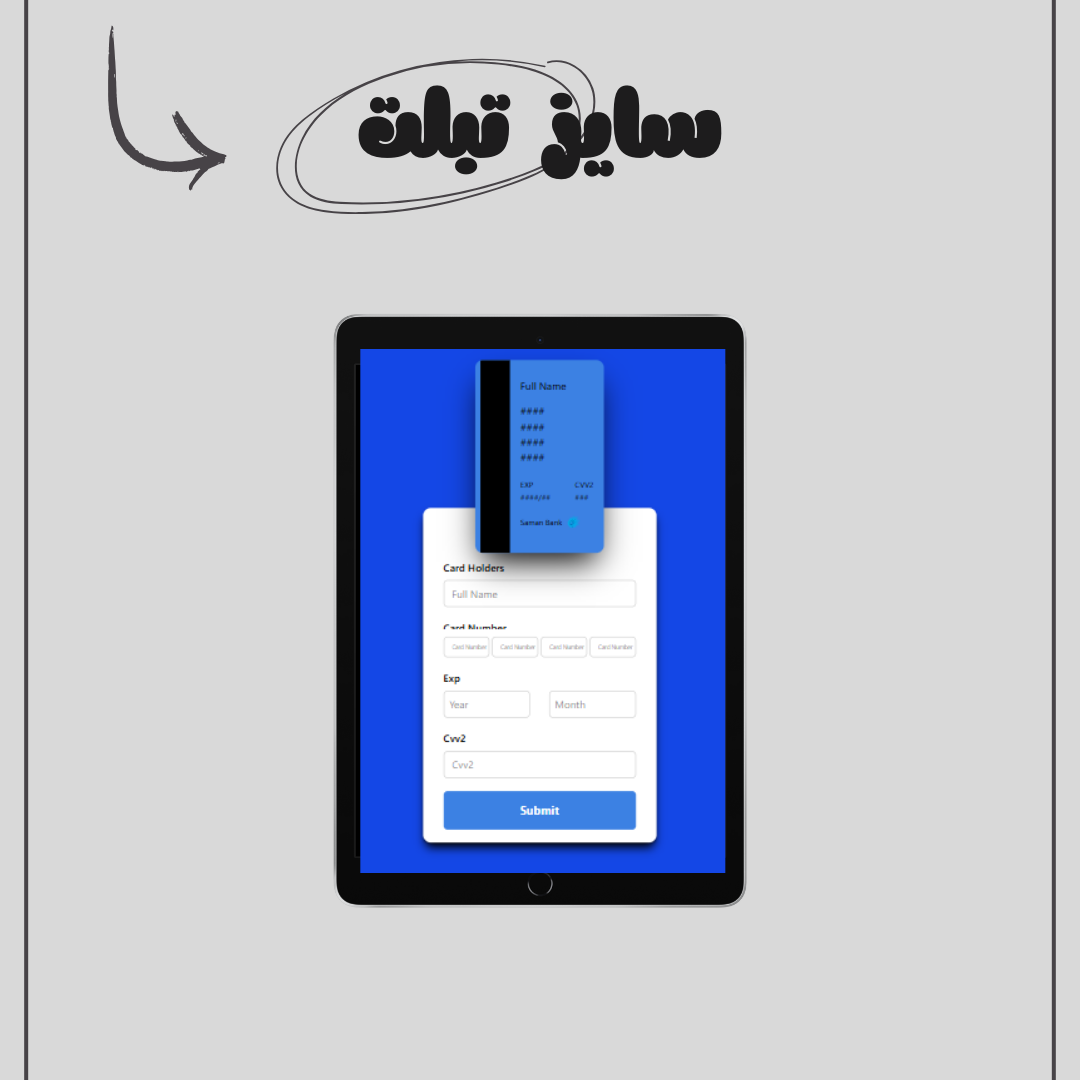 سایز تبلت
Full Name
####
####
####
####
EXP CVV2
####/## ###
Saman Bank
Card Holders
Full Name
Card Number
Card Number Card Number Card Number Card Number
Exp
Year Month
Cvv2
Cvv2
Submit